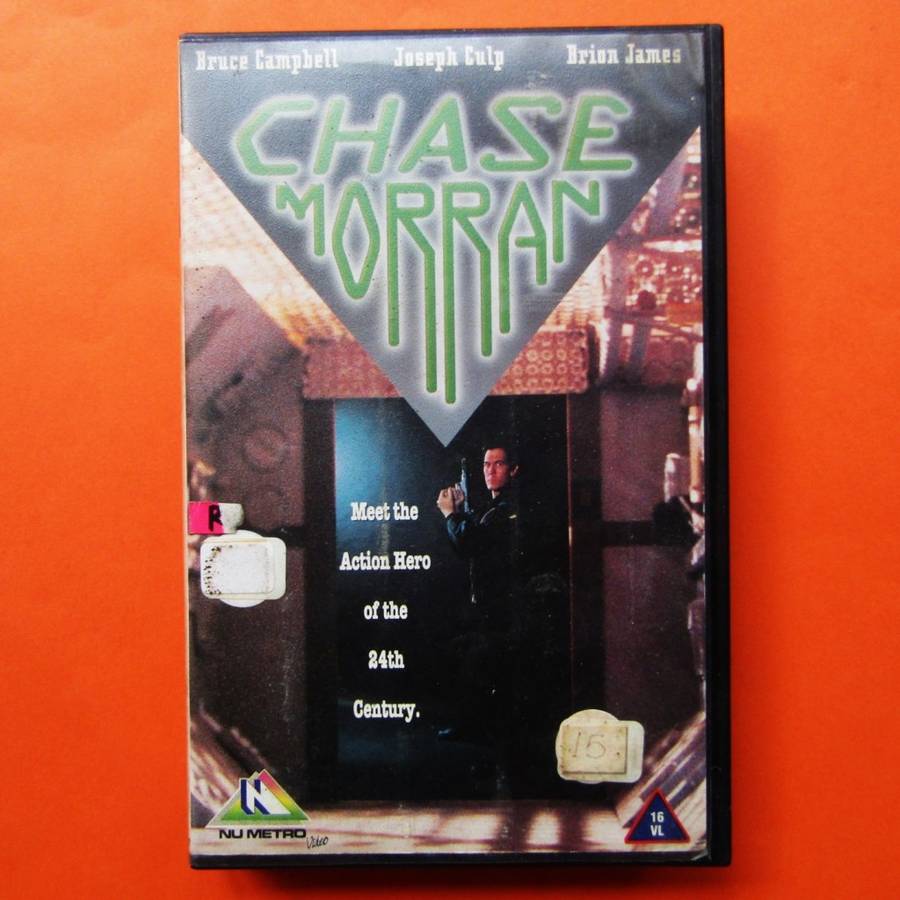 Bruce Campbell Joseph Culp Brion James
CHASE
MORRAN
Meet the
Action Hero
of the
24th
Century.
R
15
N
NU METRO
Video
16
VL